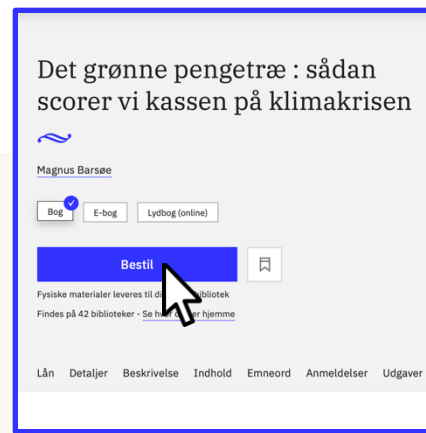 Det grønne pengetræ : sådan
scorer vi kassen på klimakrisen
Magnus Barsøe
Bog E-bog Lydbog (online)
Bestil
Fysiske materialer leveres til bibliotek
Findes på 42 biblioteker - Se hjemme
Lån Detaljer Beskrivelse Indhold Emneord Anmeldelser Udgaver